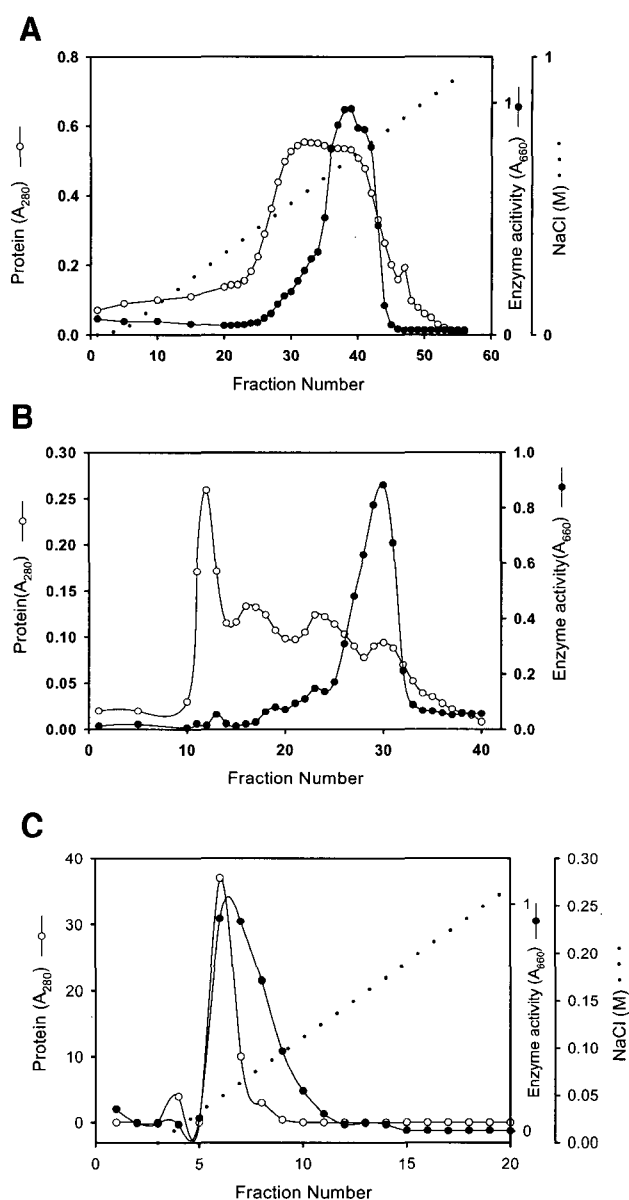 A
0.8
0.6
0.4
0.2
0.0
Protein (A280)
0 10 20 30 40 50 60
Fraction Number
1
0
Enzyme acitivity (A660)
1
0
NaCl (M)
B
0.30
0.25
0.20
0.15
0.10
0.05
0.00
Protein(A280)
0 10 20 30 40
Fraction Number
1.0
0.8
0.6
0.4
0.2
0.0
Enzyme activity(A660)
C
40
30
20
10
0
Protein (A280)
0 5 10 15 20
Fraction Number
1
0
Enzyme activity (A660)
0.30
0.25
0.20
0.15
0.10
0.05
0.00
NaCl (M)